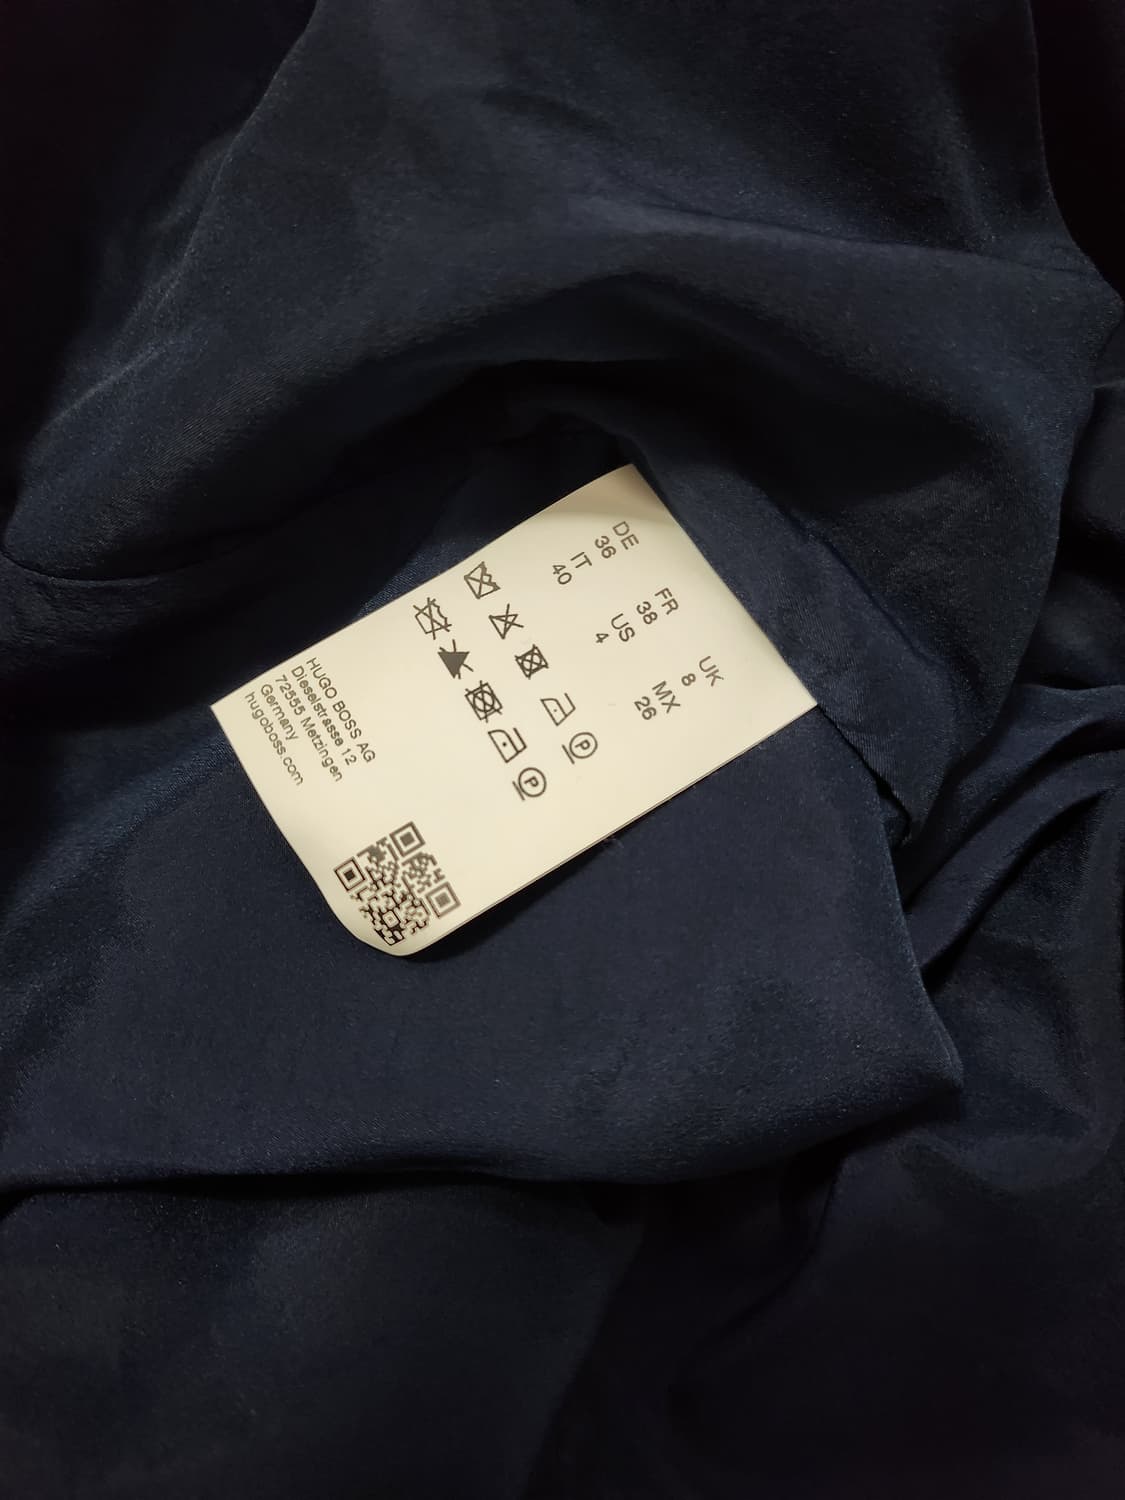 DE FR UK
36 38 8
IT US MX
40 4 26
P
P
HUGO BOSS AG
Dieselstrasse 12
72555 Metzingen
Germany
hugoboss.com